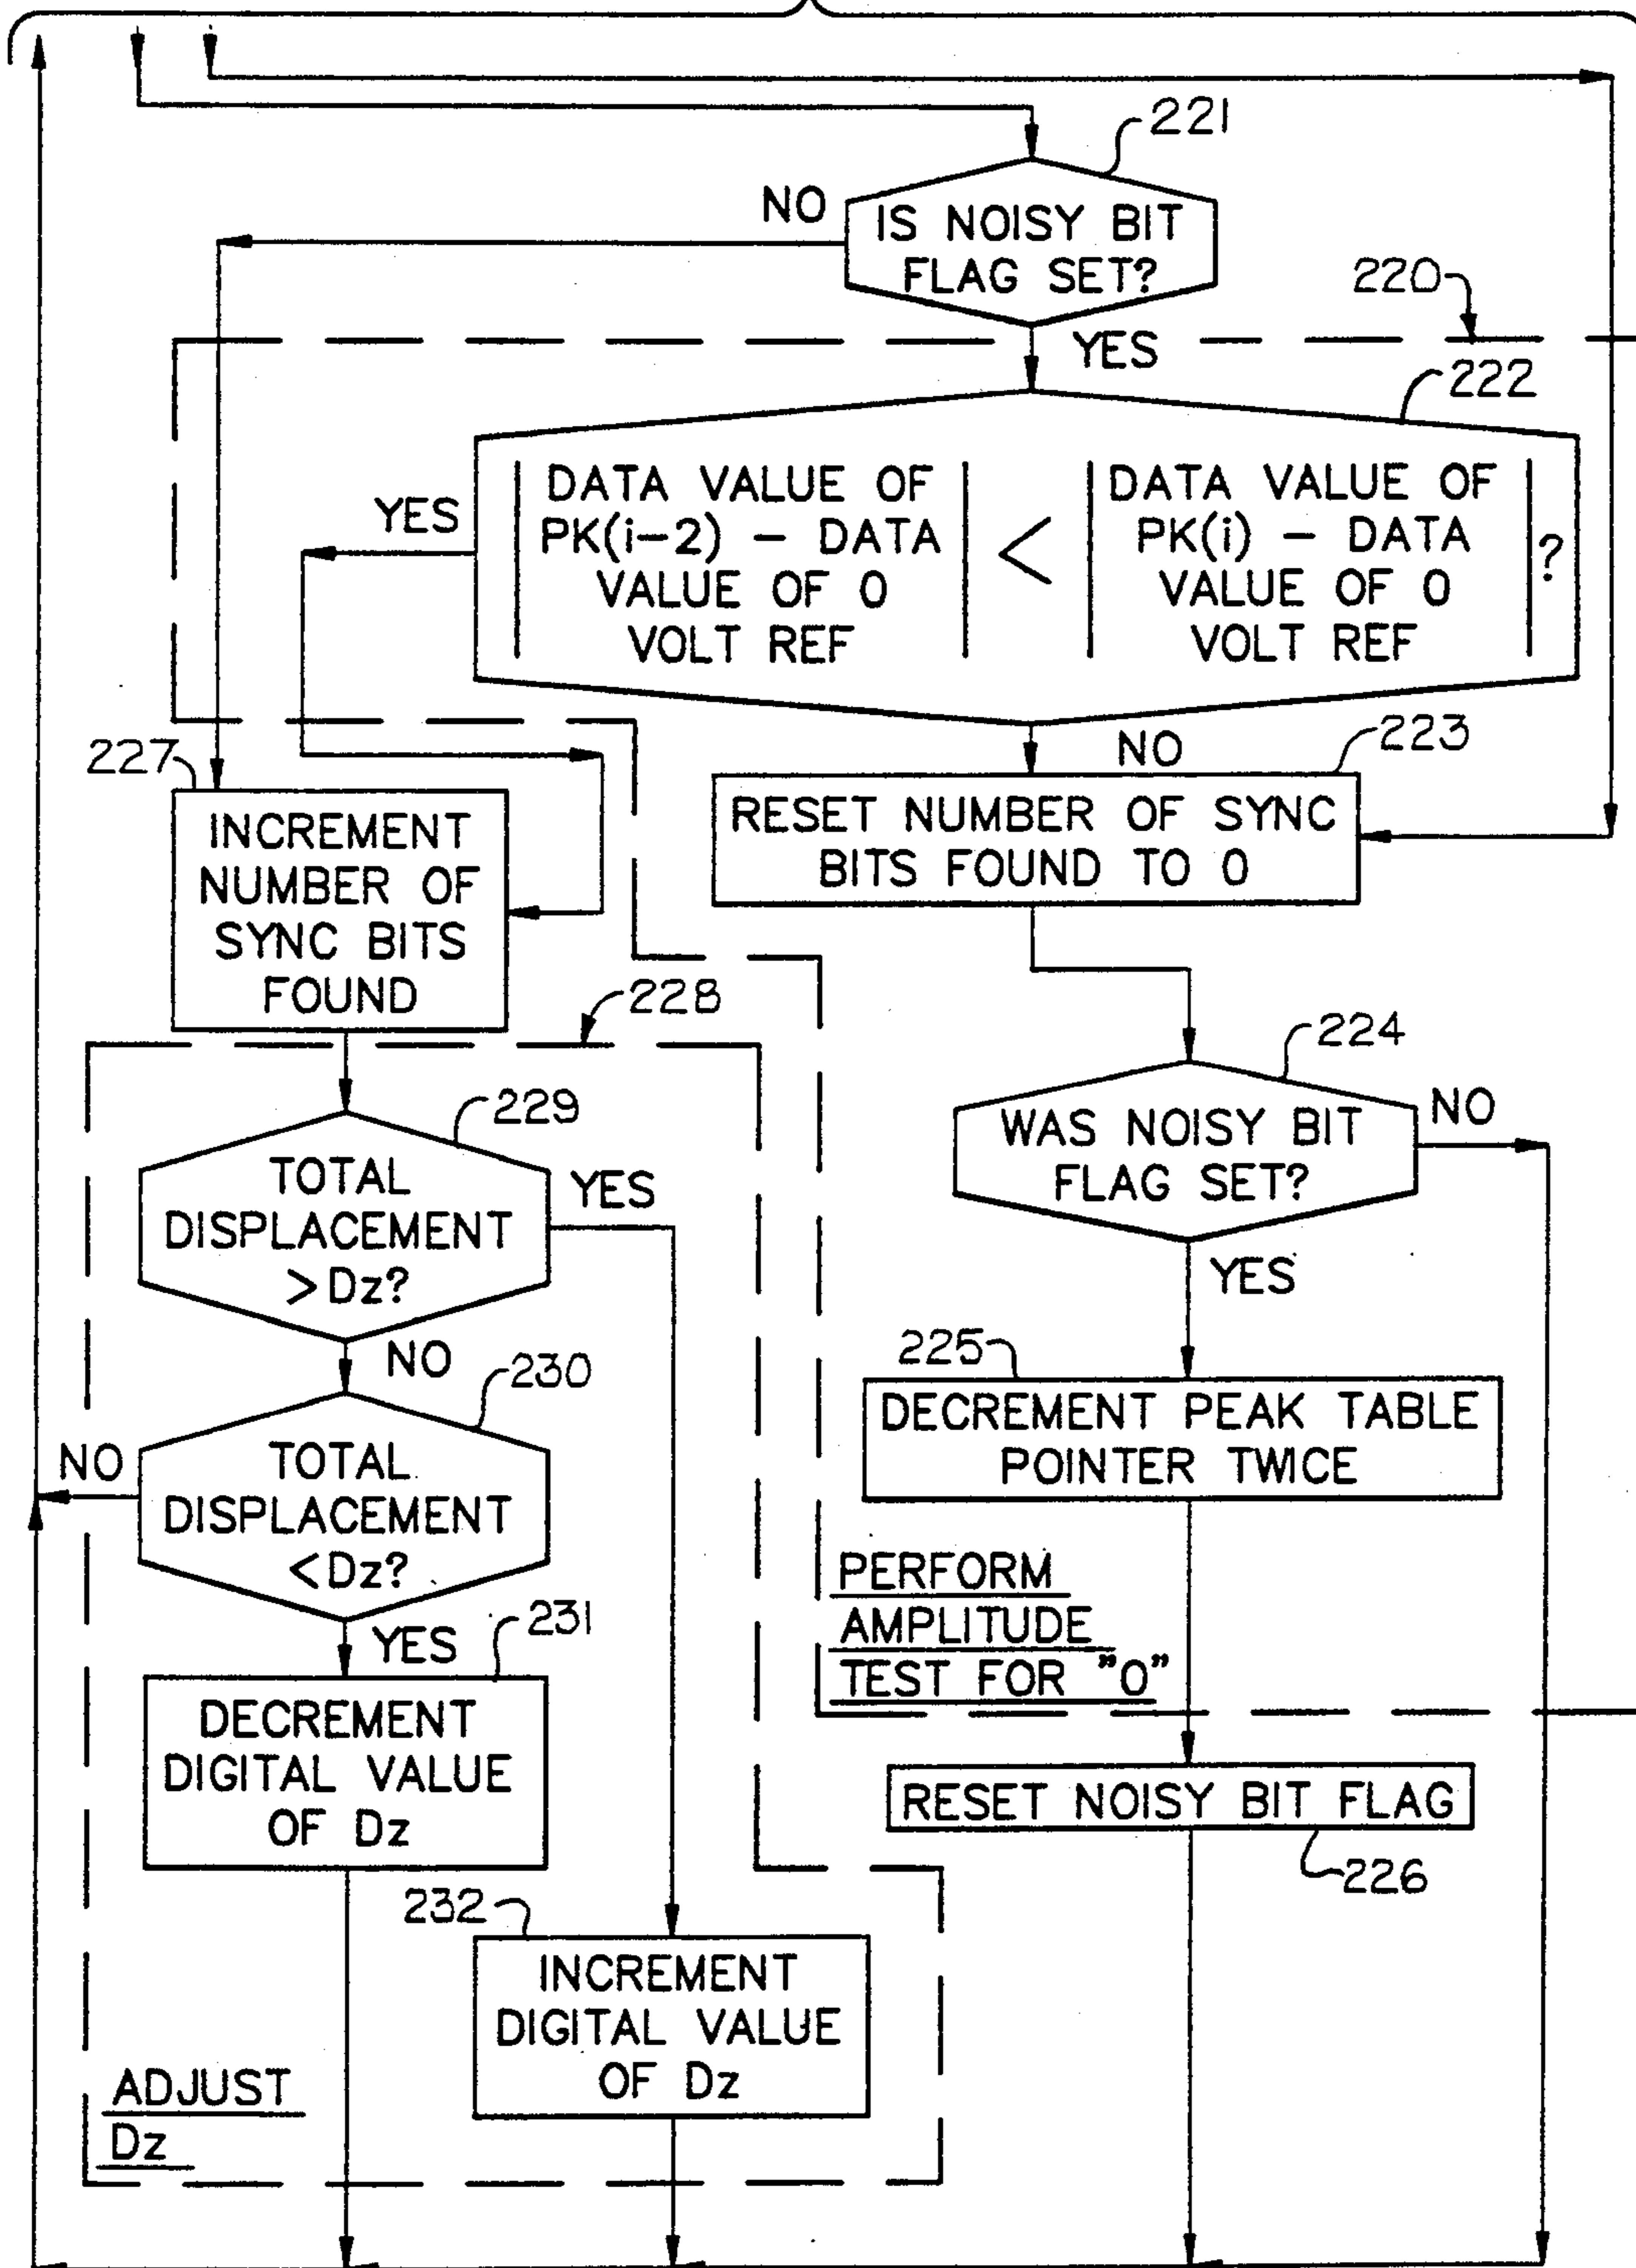 221
NO
IS NOISY BIT
FLAG SET?
220
YES
222
DATA VALUE OF
PK(i-2) - DATA
VALUE OF 0
VOLT REF
<
DATA VALUE OF
PK(i) - DATA
VALUE OF 0
VOLT REF
?
YES
NO
223
RESET NUMBER OF SYNC
BITS FOUND TO 0
227
INCREMENT
NUMBER OF
SYNC BITS
FOUND
228
224
WAS NOISY BIT
FLAG SET?
NO
YES
229
TOTAL
DISPLACEMENT
>Dz?
YES
NO
230
TOTAL
DISPLACEMENT
<Dz?
NO
YES
225
DECREMENT PEAK TABLE
POINTER TWICE
PERFORM
AMPLITUDE
TEST FOR "0"
231
DECREMENT
DIGITAL VALUE
OF Dz
RESET NOISY BIT FLAG
226
232
INCREMENT
DIGITAL VALUE
OF Dz
ADJUST
Dz